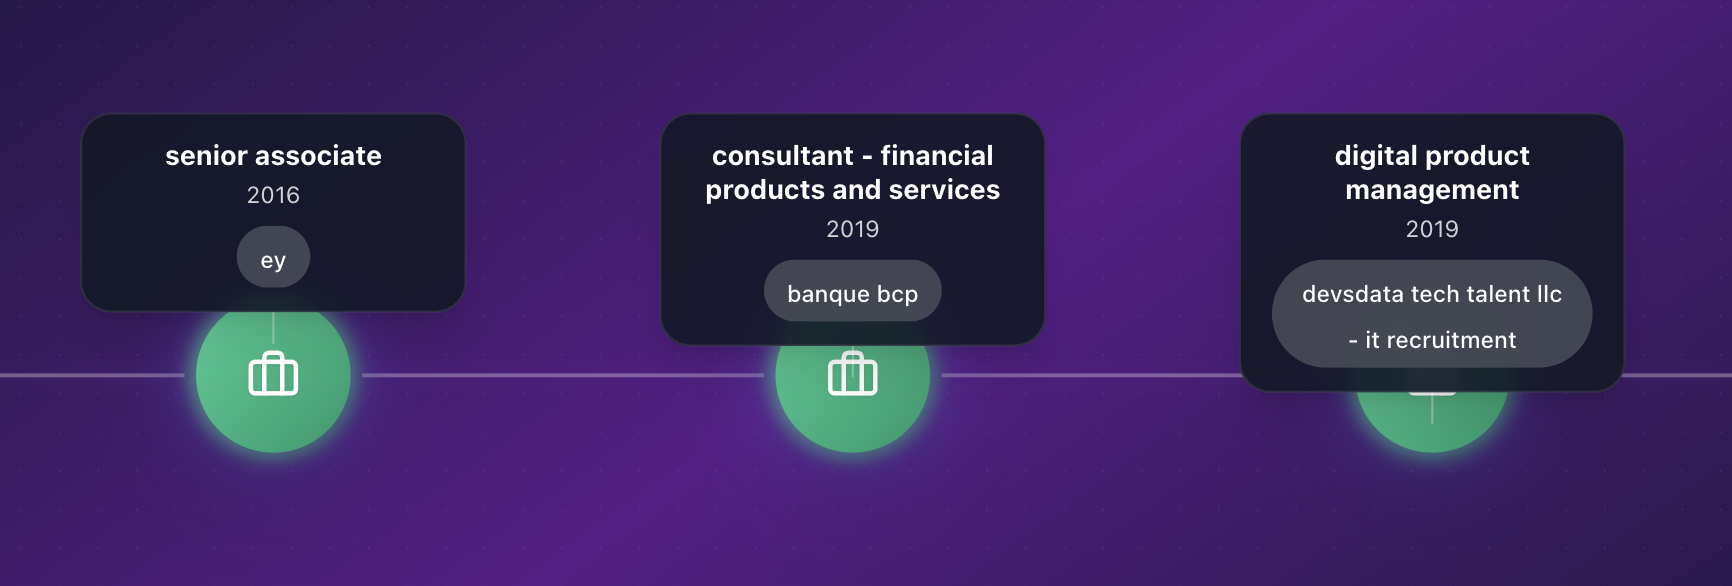 senior associate
2016
ey
consultant - financial
products and services
2019
banque bcp
digital product
management
2019
devsdata tech talent llc
- it recruitment